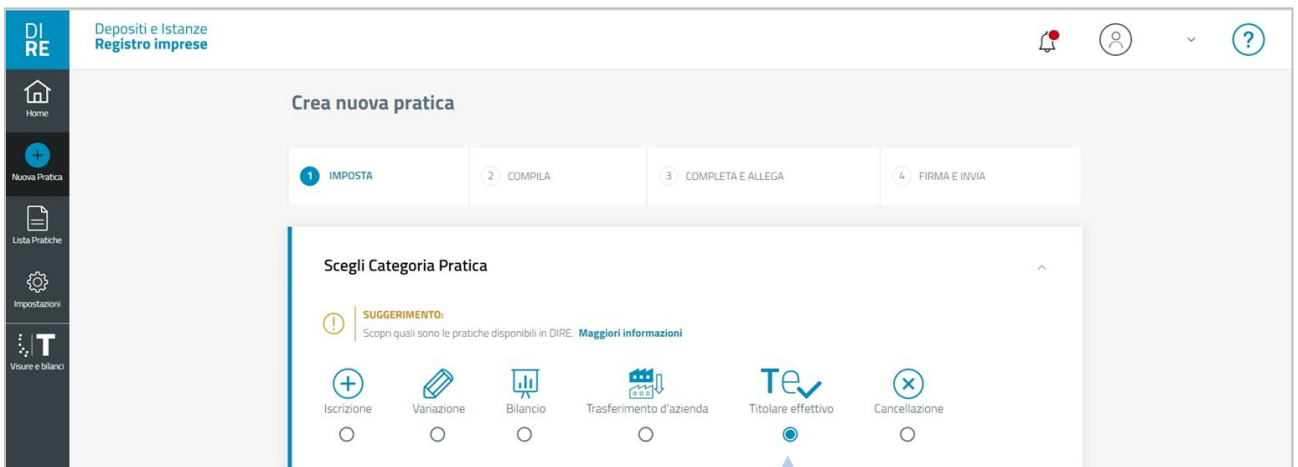 DI
RE
Depositi e Istanze
Registro imprese
?
Home
Nuova Pratica
Lista Pratiche
Impostazioni
T
Visure e bilanci
Crea nuova pratica
1 IMPOSTA
2 COMPILA
3 COMPLETA E ALLEGA
4 FIRMA E INVIA
Scegli Categoria Pratica
SUGGERIMENTO:
Scopri quali sono le pratiche disponibili in DIRE. Maggiori informazioni
Te
Iscrizione Variazione Bilancio Trasferimento d'azienda Titolare effettivo Cancellazione